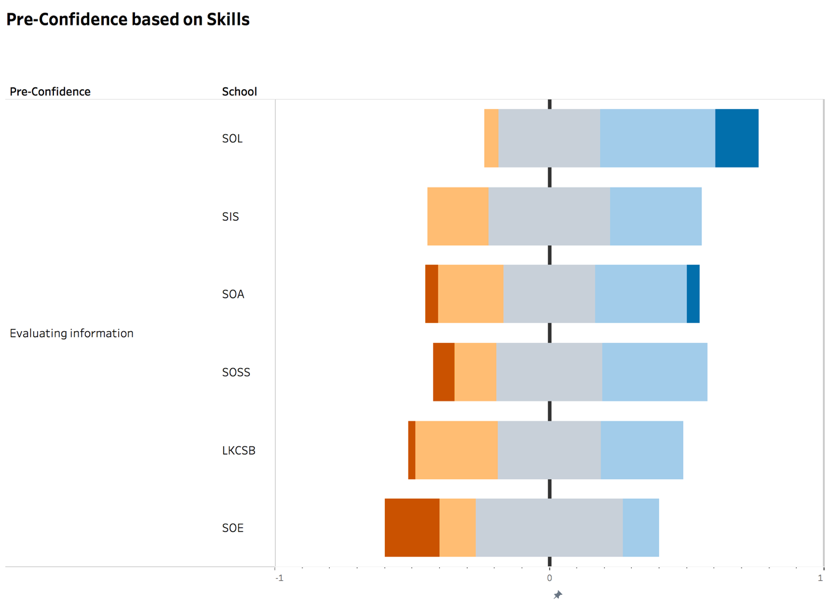 Pre-Confidence based on Skills
Pre-Confidence School
SOL
SIS
SOA
Evaluating information
SOSS
LKCSB
SOE
-1 0 1